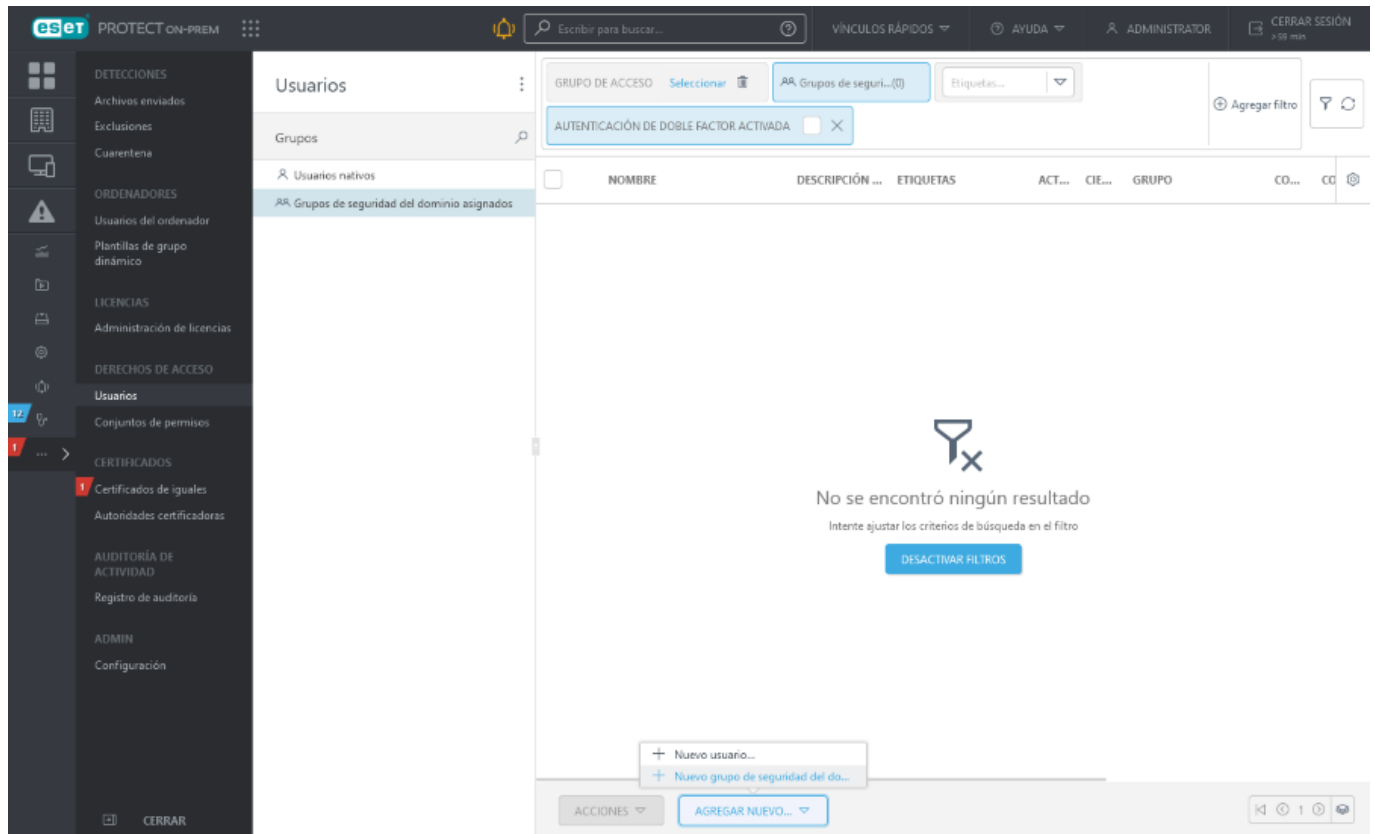 eset PROTECT ON-PREM
Escribir para buscar...
VÍNCULOS RÁPIDOS
AYUDA
ADMINISTRATOR
CERRAR SESIÓN
>59 min
DETECCIONES
Archivos enviados
Exclusiones
Cuarentena
ORDENADORES
Usuarios del ordenador
Plantillas de grupo
dinámico
LICENCIAS
Administración de licencias
DERECHOS DE ACCESO
Usuarios
12
Conjuntos de permisos
1
...
CERTIFICADOS
1
Certificados de iguales
Autoridades certificadoras
AUDITORÍA DE
ACTIVIDAD
Registro de auditoría
ADMIN
Configuración
CERRAR
Usuarios
Grupos
Usuarios nativos
Grupos de seguridad del dominio asignados
GRUPO DE ACCESO Seleccionar
Grupos de seguri...(0)
Etiquetas...
Agregar filtro
AUTENTICACIÓN DE DOBLE FACTOR ACTIVADA
NOMBRE DESCRIPCIÓN ... ETIQUETAS ACT... CIE... GRUPO CO... CO
No se encontró ningún resultado
Intente ajustar los criterios de búsqueda en el filtro
DESACTIVAR FILTROS
Nuevo usuario...
Nuevo grupo de seguridad del do...
ACCIONES
AGREGAR NUEVO...
1